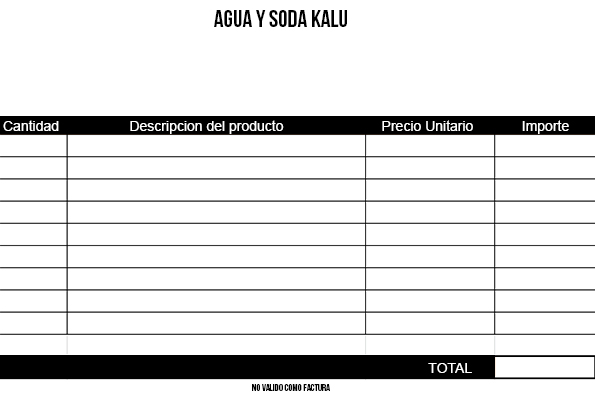 AGUA Y SODA KALU
Cantidad Descripcion del producto Precio Unitario Importe
TOTAL
NO VALIDO COMO FACTURA